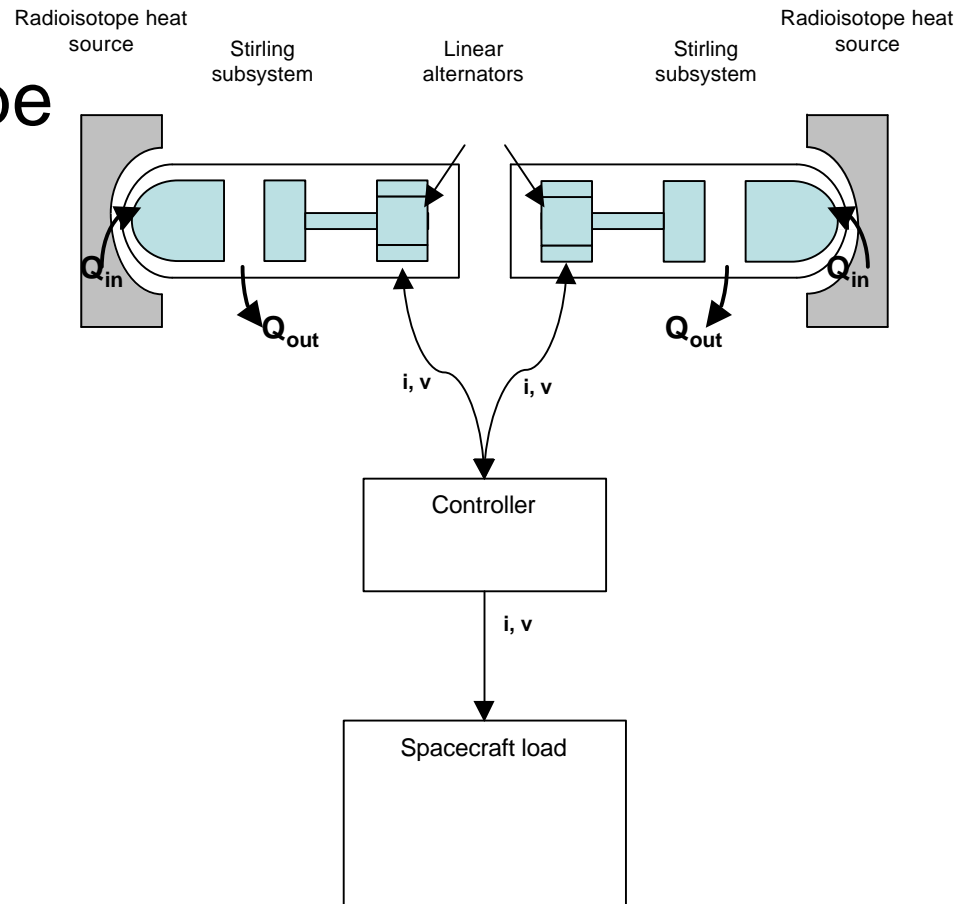 Radioisotope heat
source
Stirling
subsystem
Linear
alternators
Stirling
subsystem
Radioisotope heat
source
pe
Qin
Qout
Qout
Qin
i, v
i, v
Controller
i, v
Spacecraft load